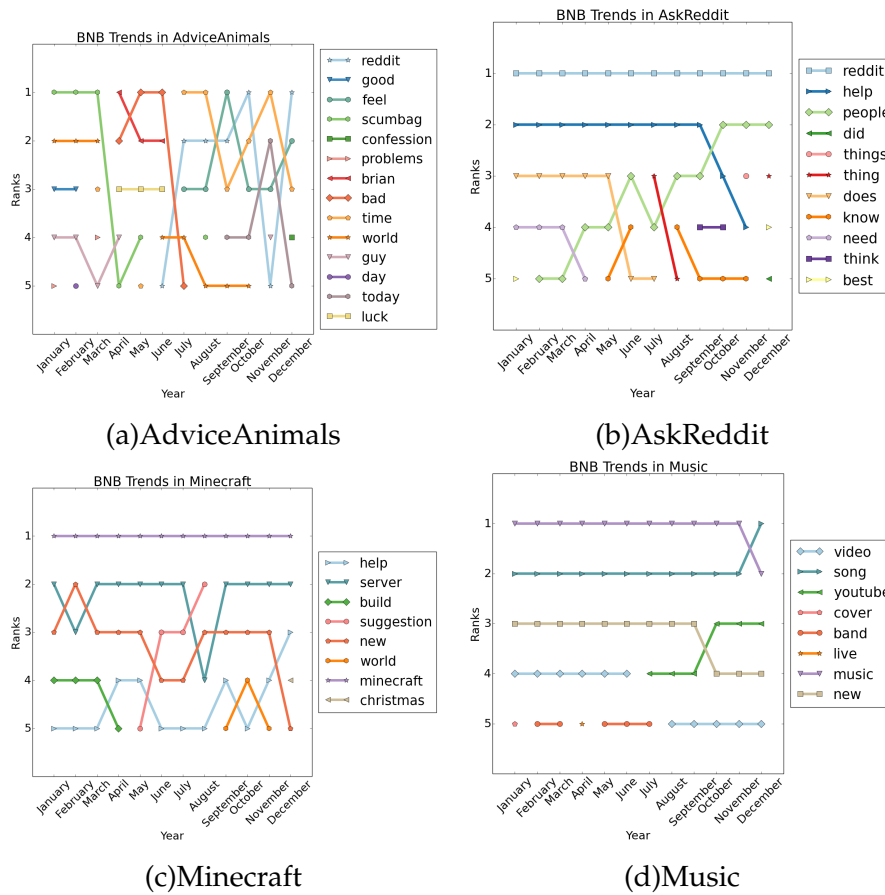 BNB Trends in AdviceAnimals
Ranks
1
2
3
4
5
January
February
March
April
May
June
July
August
September
October
November
December
Year
reddit
good
feel
scumbag
confession
problems
brian
bad
time
world
guy
day
today
luck
(a)AdviceAnimals
BNB Trends in AskReddit
Ranks
1
2
3
4
5
January
February
March
April
May
June
July
August
September
October
November
December
Year
reddit
help
people
did
things
thing
does
know
need
think
best
(b)AskReddit
BNB Trends in Minecraft
Ranks
1
2
3
4
5
January
February
March
April
May
June
July
August
September
October
November
December
Year
help
server
build
suggestion
new
world
minecraft
christmas
(c)Minecraft
BNB Trends in Music
Ranks
1
2
3
4
5
January
February
March
April
May
June
July
August
September
October
November
December
Year
video
song
youtube
cover
band
live
music
new
(d)Music